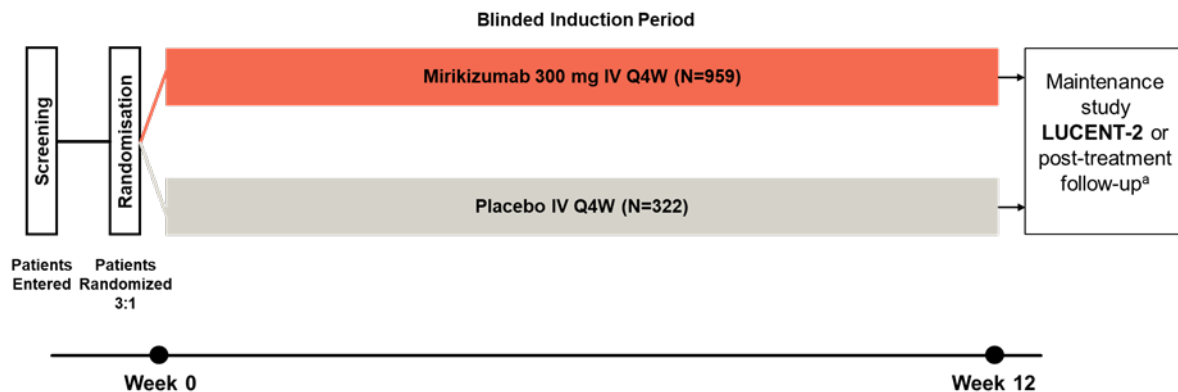 Blinded Induction Period
Screening
Randomisation
Mirikizumab 300 mg IV Q4W (N=959)
Placebo IV Q4W (N=322)
Maintenance
study
LUCENT-2 or
post-treatment
follow-upᵃ
Patients
Entered
Patients
Randomized
3:1
Week 0
Week 12